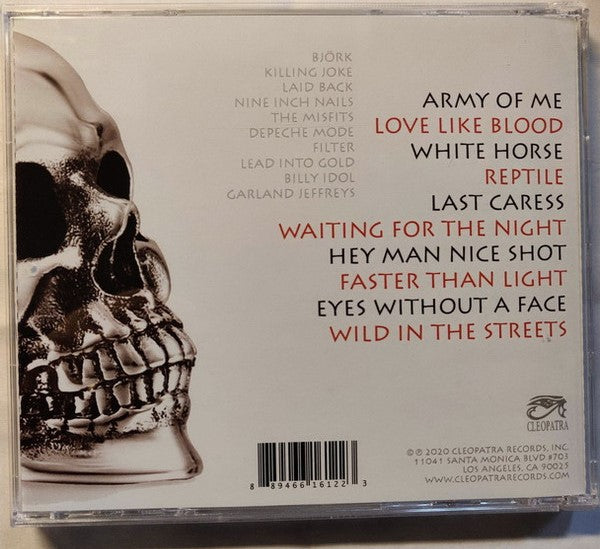 BJÖRK
KILLING JOKE
LAID BACK
NINE INCH NAILS
THE MISFITS
DEPECHE MODE
FILTER
LEAD INTO GOLD
BILLY IDOL
GARLAND JEFFREYS
ARMY OF ME
LOVE LIKE BLOOD
WHITE HORSE
REPTILE
LAST CARESS
WAITING FOR THE NIGHT
HEY MAN NICE SHOT
FASTER THAN LIGHT
EYES WITHOUT A FACE
WILD IN THE STREETS
CLEOPATRA
8 89466 16122 3
© ℗ 2020 CLEOPATRA RECORDS, INC.
11041 SANTA MONICA BLVD #703
LOS ANGELES, CA 90025
WWW.CLEOPATRARECORDS.COM